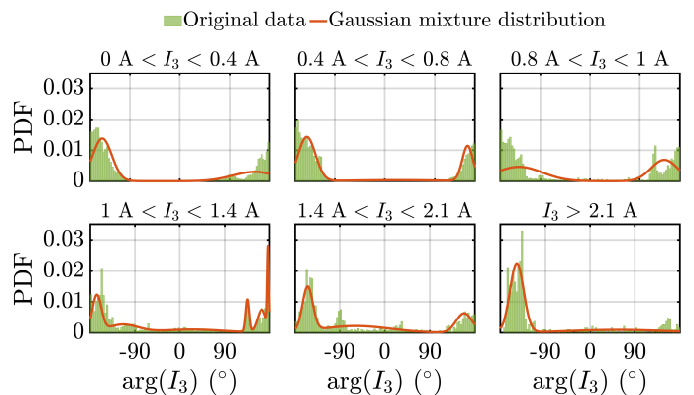 Original data Gaussian mixture distribution
0 A < I₃ < 0.4 A 0.4 A < I₃ < 0.8 A 0.8 A < I₃ < 1 A
0.03
0.02
0.01
0
PDF
1 A < I₃ < 1.4 A 1.4 A < I₃ < 2.1 A I₃ > 2.1 A
0.03
0.02
0.01
0
PDF
-90 0 90 -90 0 90 -90 0 90
arg(I₃) (°) arg(I₃) (°) arg(I₃) (°)